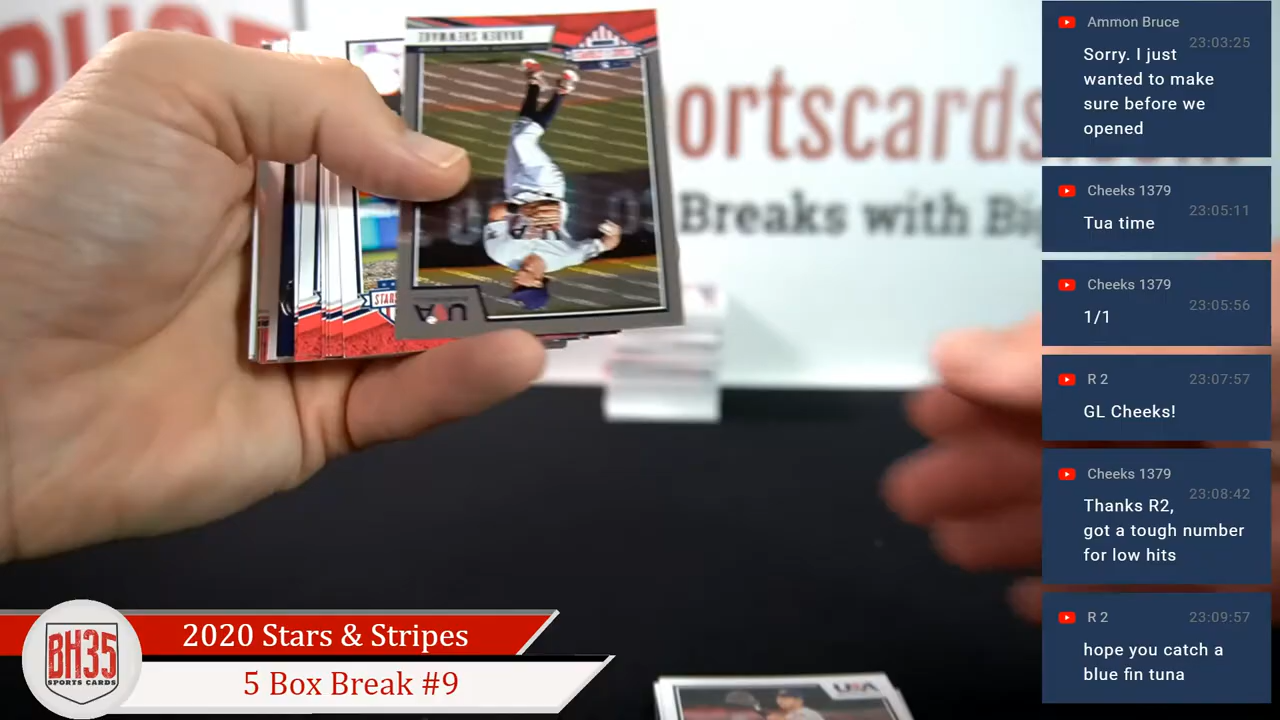 Ammon Bruce
23:03:25
Sorry. I just
wanted to make
sure before we
opened
Cheeks 1379
23:05:11
Tua time
Cheeks 1379
23:05:56
1/1
R 2
23:07:57
GL Cheeks!
Cheeks 1379
23:08:42
Thanks R2,
got a tough number
for low hits
R 2
23:09:57
hope you catch a
blue fin tuna
ortscards
Breaks with
USA
STARS
USA
2020 Stars & Stripes
5 Box Break #9
BH35
SPORTS CARDS